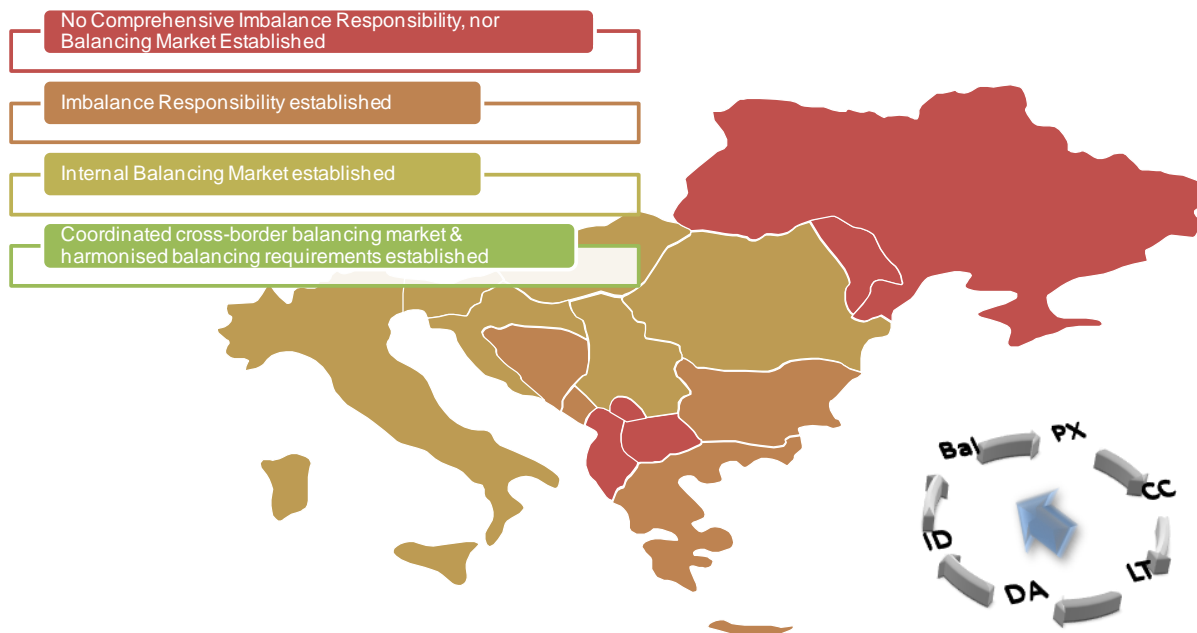 No Comprehensive Imbalance Responsibility, nor
Balancing Market Established
Imbalance Responsibility established
Internal Balancing Market established
Coordinated cross-border balancing market &
harmonised balancing requirements established
Bal
PX
CC
LT
DA
ID